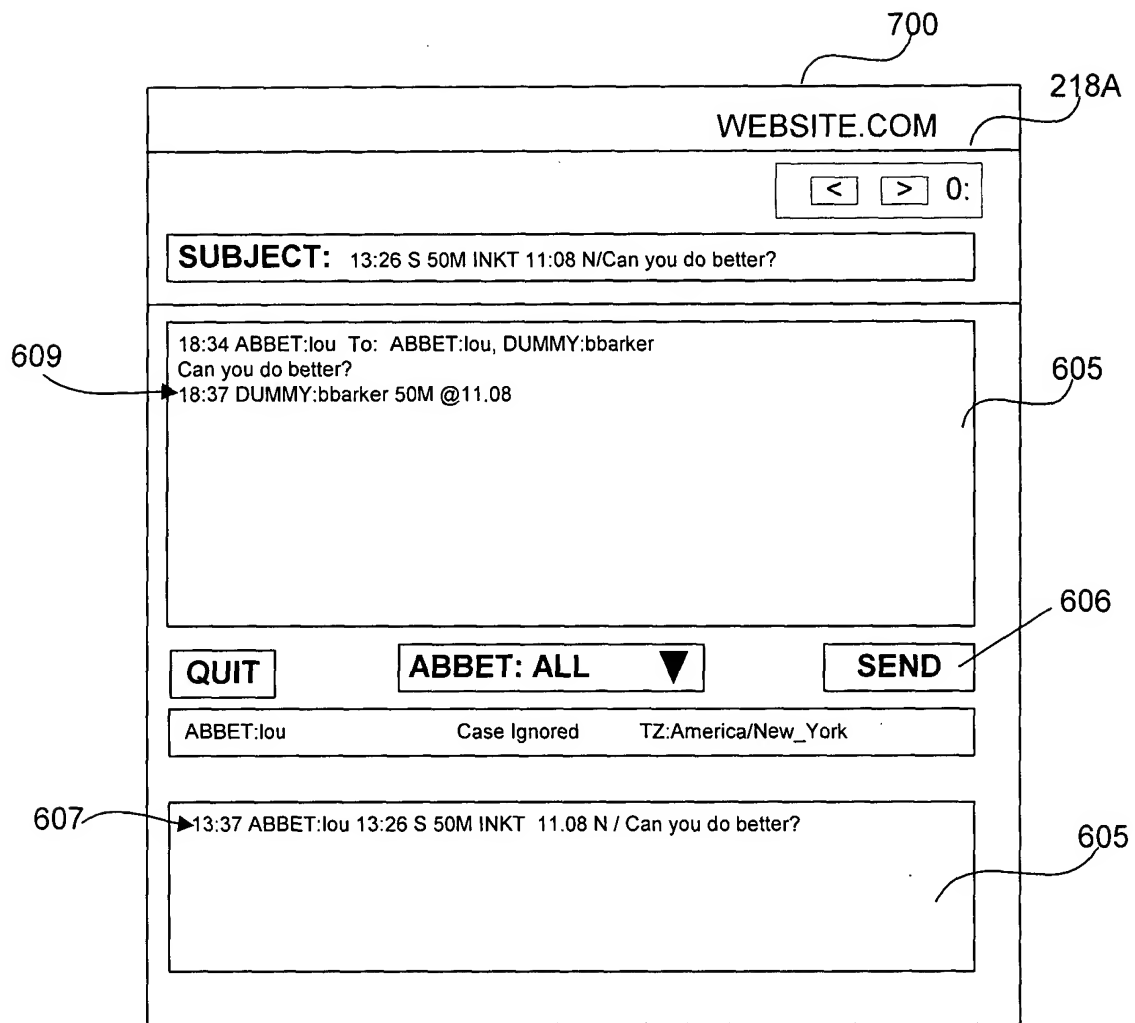 700
218A
WEBSITE.COM
< > 0:
SUBJECT: 13:26 S 50M INKT 11:08 N/Can you do better?
609
18:34 ABBET:lou To: ABBET:lou, DUMMY:bbarker
Can you do better?
18:37 DUMMY:bbarker 50M @11.08
605
606
QUIT ABBET: ALL ▼ SEND
ABBET:lou Case Ignored TZ:America/New_York
607
13:37 ABBET:lou 13:26 S 50M INKT 11.08 N / Can you do better?
605